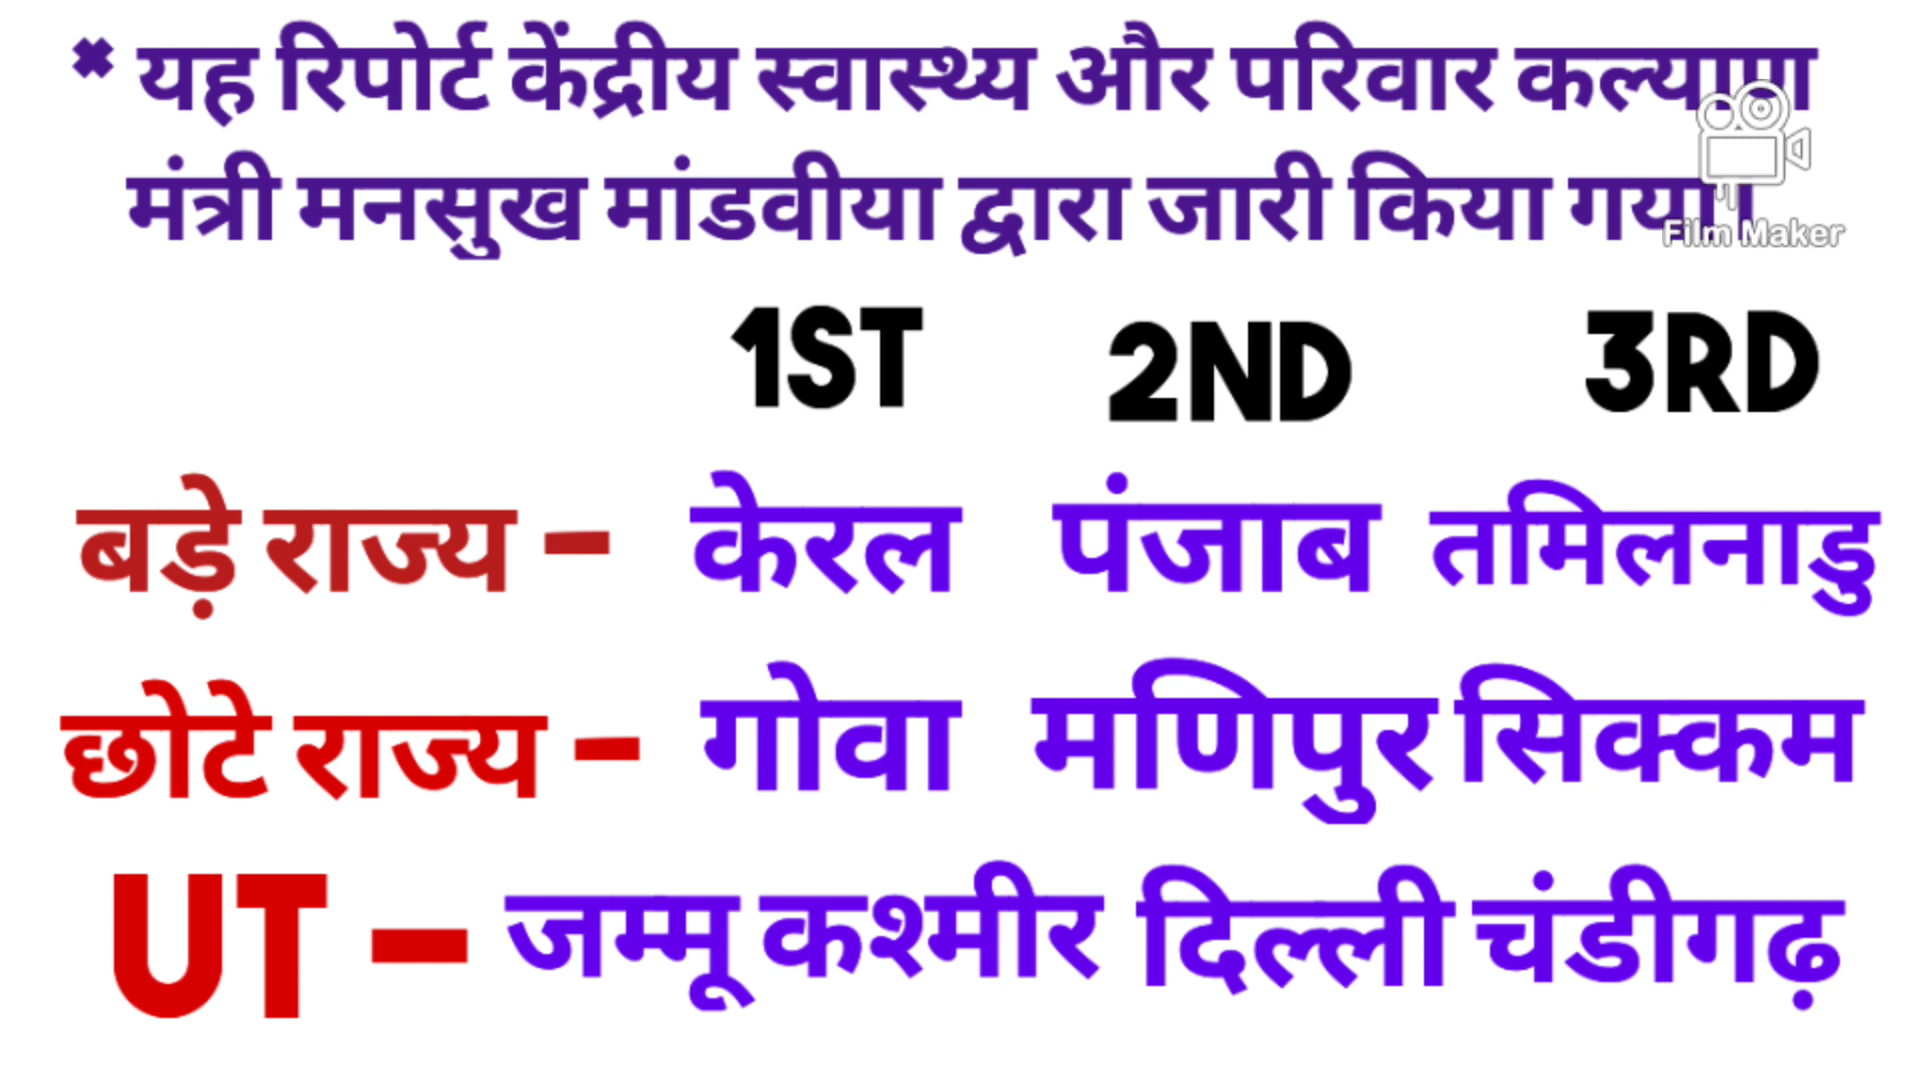 * यह रिपोर्ट केंद्रीय स्वास्थ्य और परिवार कल्याण
मंत्री मनसुख मांडवीया द्वारा जारी किया गया।
Film Maker
1ST 2ND 3RD
बड़े राज्य - केरल पंजाब तमिलनाडु
छोटे राज्य - गोवा मणिपुर सिक्कम
UT - जम्मू कश्मीर दिल्ली चंडीगढ़